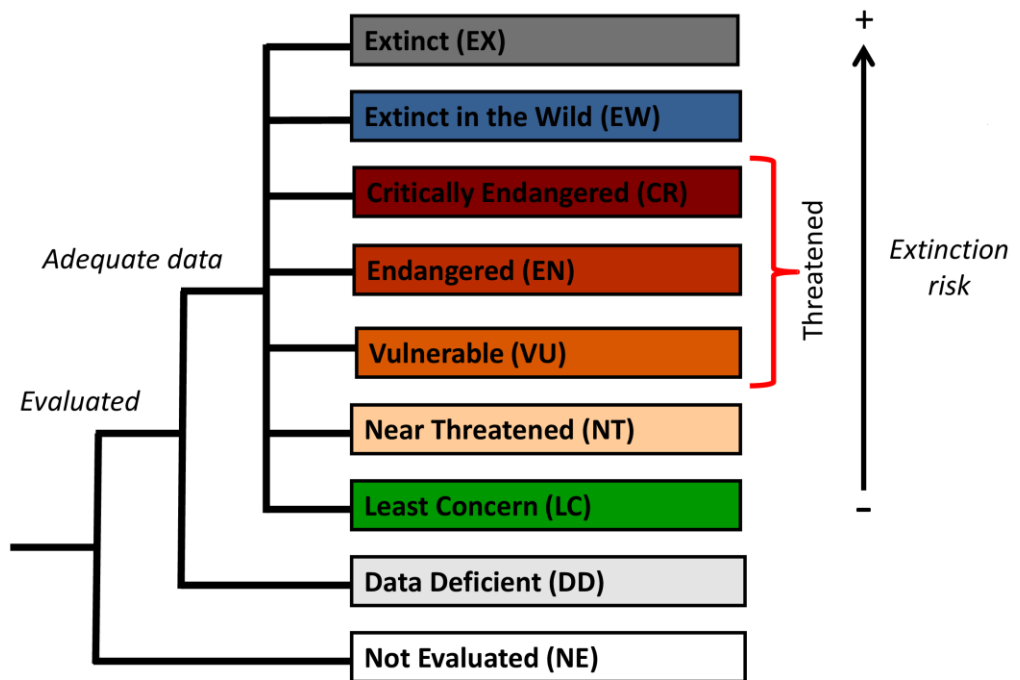 +
Extinct (EX)
Extinct in the Wild (EW)
Critically Endangered (CR)
Adequate data
Endangered (EN)
Threatened
Extinction
risk
Vulnerable (VU)
Evaluated
Near Threatened (NT)
Least Concern (LC)
-
Data Deficient (DD)
Not Evaluated (NE)